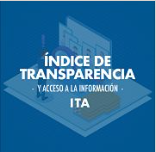 ÍNDICE DE
TRANSPARENCIA
- Y ACCESO A LA INFORMACIÓN -
ITA